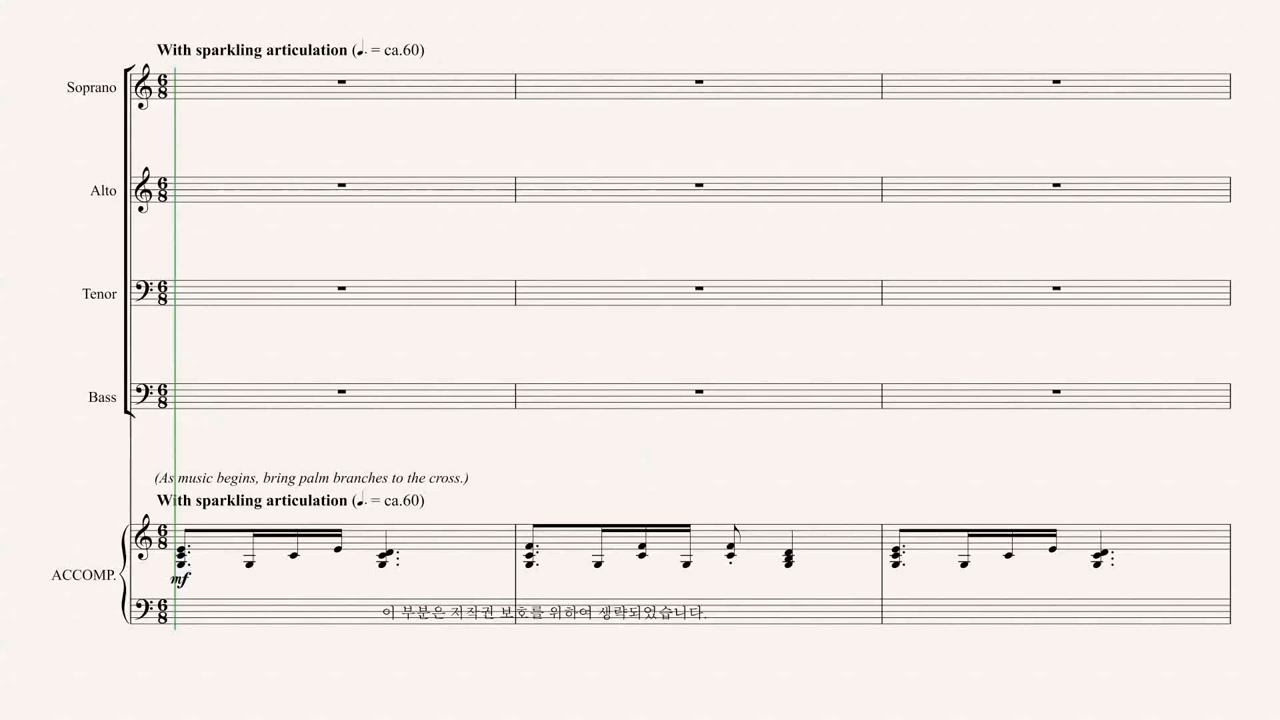 With sparkling articulation (♩. = ca.60)
Soprano
Alto
Tenor
Bass
(As music begins, bring palm branches to the cross.)
With sparkling articulation (♩. = ca.60)
ACCOMP.
mf
이 부분은 저작권 보호를 위하여 생략되었습니다.